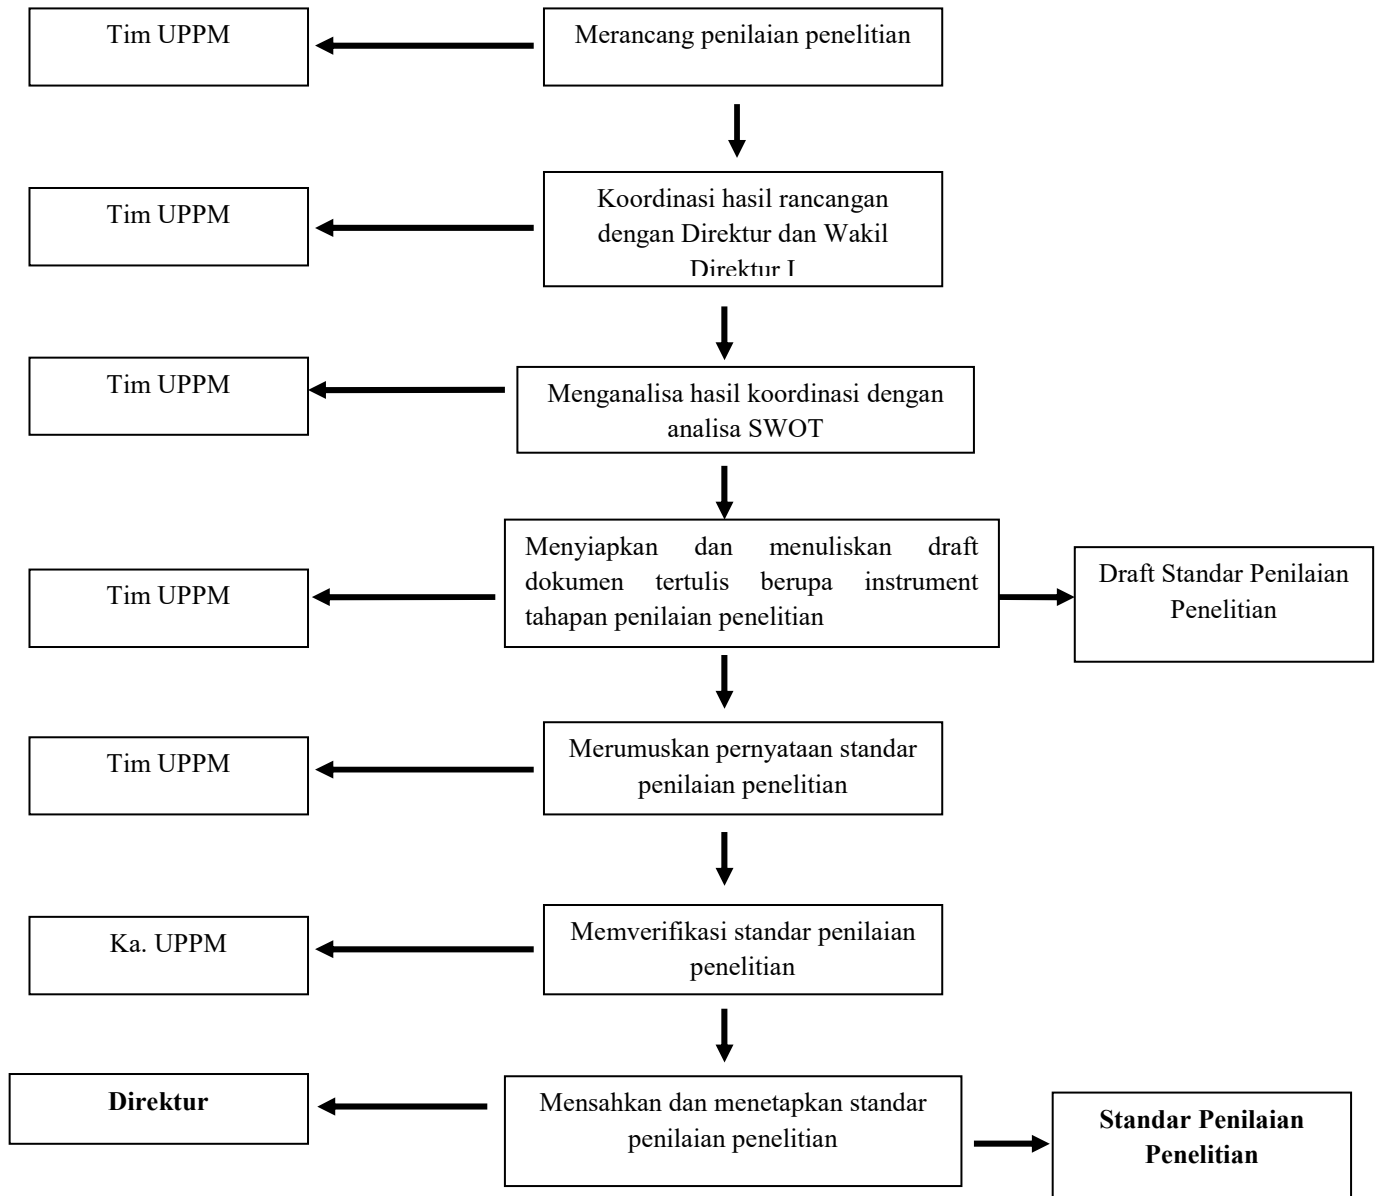 Tim UPPM
Merancang penilaian penelitian
Tim UPPM
Koordinasi hasil rancangan
dengan Direktur dan Wakil
Direktur I
Tim UPPM
Menganalisa hasil koordinasi dengan
analisa SWOT
Tim UPPM
Menyiapkan dan menuliskan draft
dokumen tertulis berupa instrument
tahapan penilaian penelitian
Draft Standar Penilaian
Penelitian
Tim UPPM
Merumuskan pernyataan standar
penilaian penelitian
Ka. UPPM
Memverifikasi standar penilaian
penelitian
Direktur
Mensahkan dan menetapkan standar
penilaian penelitian
Standar Penilaian
Penelitian